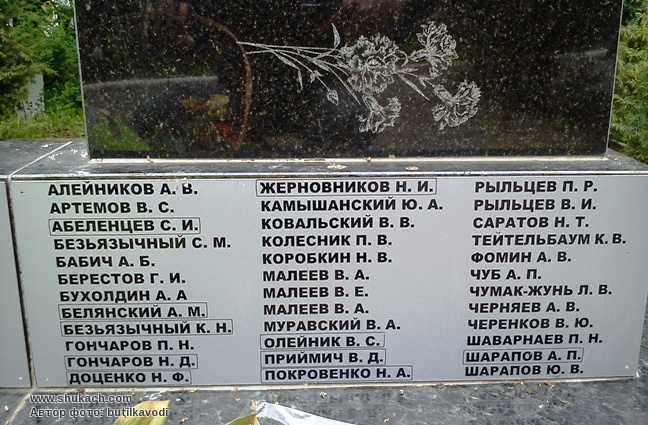 АЛЕЙНИКОВ А. В.
АРТЕМОВ В. С.
АБЕЛЕНЦЕВ С. И.
БЕЗЬЯЗЫЧНЫЙ С. М.
БАБИЧ А. Б.
БЕРЕСТОВ Г. И.
БУХОЛДИН А. А
БЕЛЯНСКИЙ А. М.
БЕЗЬЯЗЫЧНЫЙ К. Н.
ГОНЧАРОВ П. Н.
ГОНЧАРОВ Н. Д.
ДОЦЕНКО Н. Ф.
ЖЕРНОВНИКОВ Н. И.
КАМЫШАНСКИЙ Ю. А.
КОВАЛЬСКИЙ В. В.
КОЛЕСНИК П. В.
КОРОБКИН Н. В.
МАЛЕЕВ В. А.
МАЛЕЕВ В. Е.
МАЛЕЕВ В. А.
МУРАВСКИЙ В. А.
ОЛЕЙНИК В. С.
ПРИЙМИЧ В. Д.
ПОКРОВЕНКО Н. А.
РЫЛЬЦЕВ П. Р.
РЫЛЬЦЕВ В. И.
САРАТОВ Н. Т.
ТЕЙТЕЛЬБАУМ К. В.
ФОМИН А. В.
ЧУБ А. П.
ЧУМАК-ЖУНЬ Л. В.
ЧЕРНЯЕВ А. В.
ЧЕРЕНКОВ В. Ю.
ШАВАРНАЕВ П. Н.
ШАРАПОВ А. П.
ШАРАПОВ Ю. В.
www.shukach.com
Автор фото: butilkavodi